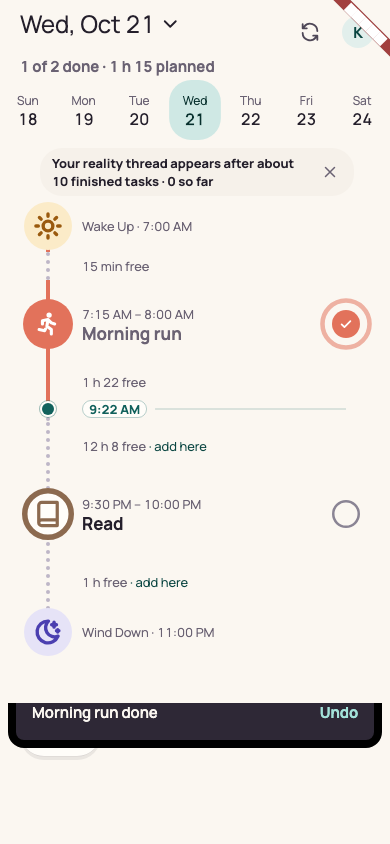 Wed, Oct 21
K
1 of 2 done · 1 h 15 planned
Sun Mon Tue Wed Thu Fri Sat
18 19 20 21 22 23 24
Your reality thread appears after about
10 finished tasks · 0 so far
Wake Up · 7:00 AM
15 min free
7:15 AM – 8:00 AM
Morning run
1 h 22 free
9:22 AM
12 h 8 free · add here
9:30 PM – 10:00 PM
Read
1 h free · add here
Wind Down · 11:00 PM
Morning run done Undo